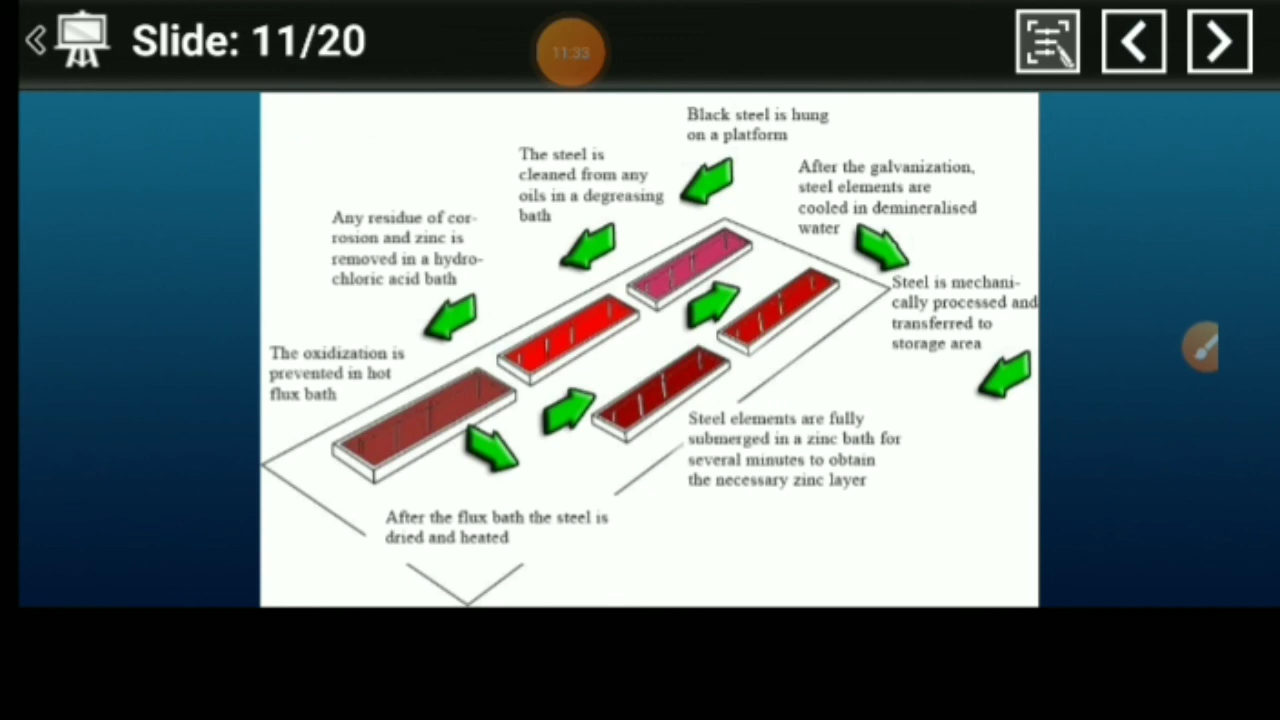 Slide: 11/20
11:33
Black steel is hung
on a platform
The steel is
cleaned from any
oils in a degreasing
bath
After the galvanization,
steel elements are
cooled in demineralised
water
Any residue of cor-
rosion and zinc is
removed in a hydro-
chloric acid bath
Steel is mechani-
cally processed and
transferred to
storage area
The oxidization is
prevented in hot
flux bath
Steel elements are fully
submerged in a zinc bath for
several minutes to obtain
the necessary zinc layer
After the flux bath the steel is
dried and heated